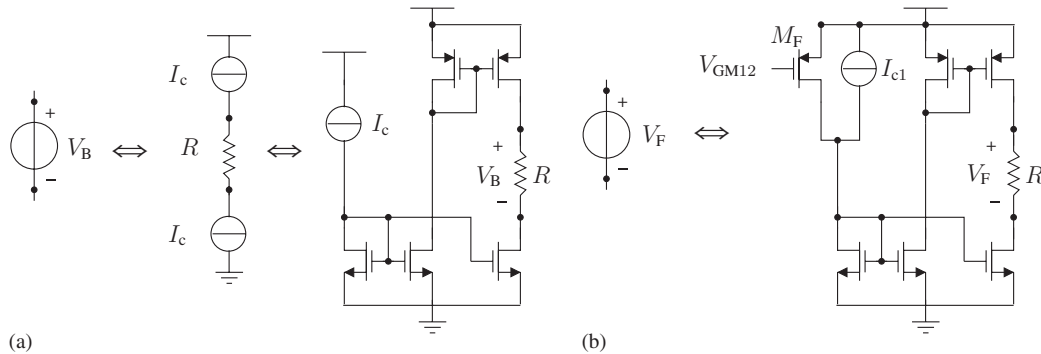 I_c
R
I_c
+
V_B
−
⇔
⇔
I_c
+
V_B
−
R
(a)
+
V_F
−
⇔
M_F
V_GM12
I_c1
+
V_F
−
R
(b)